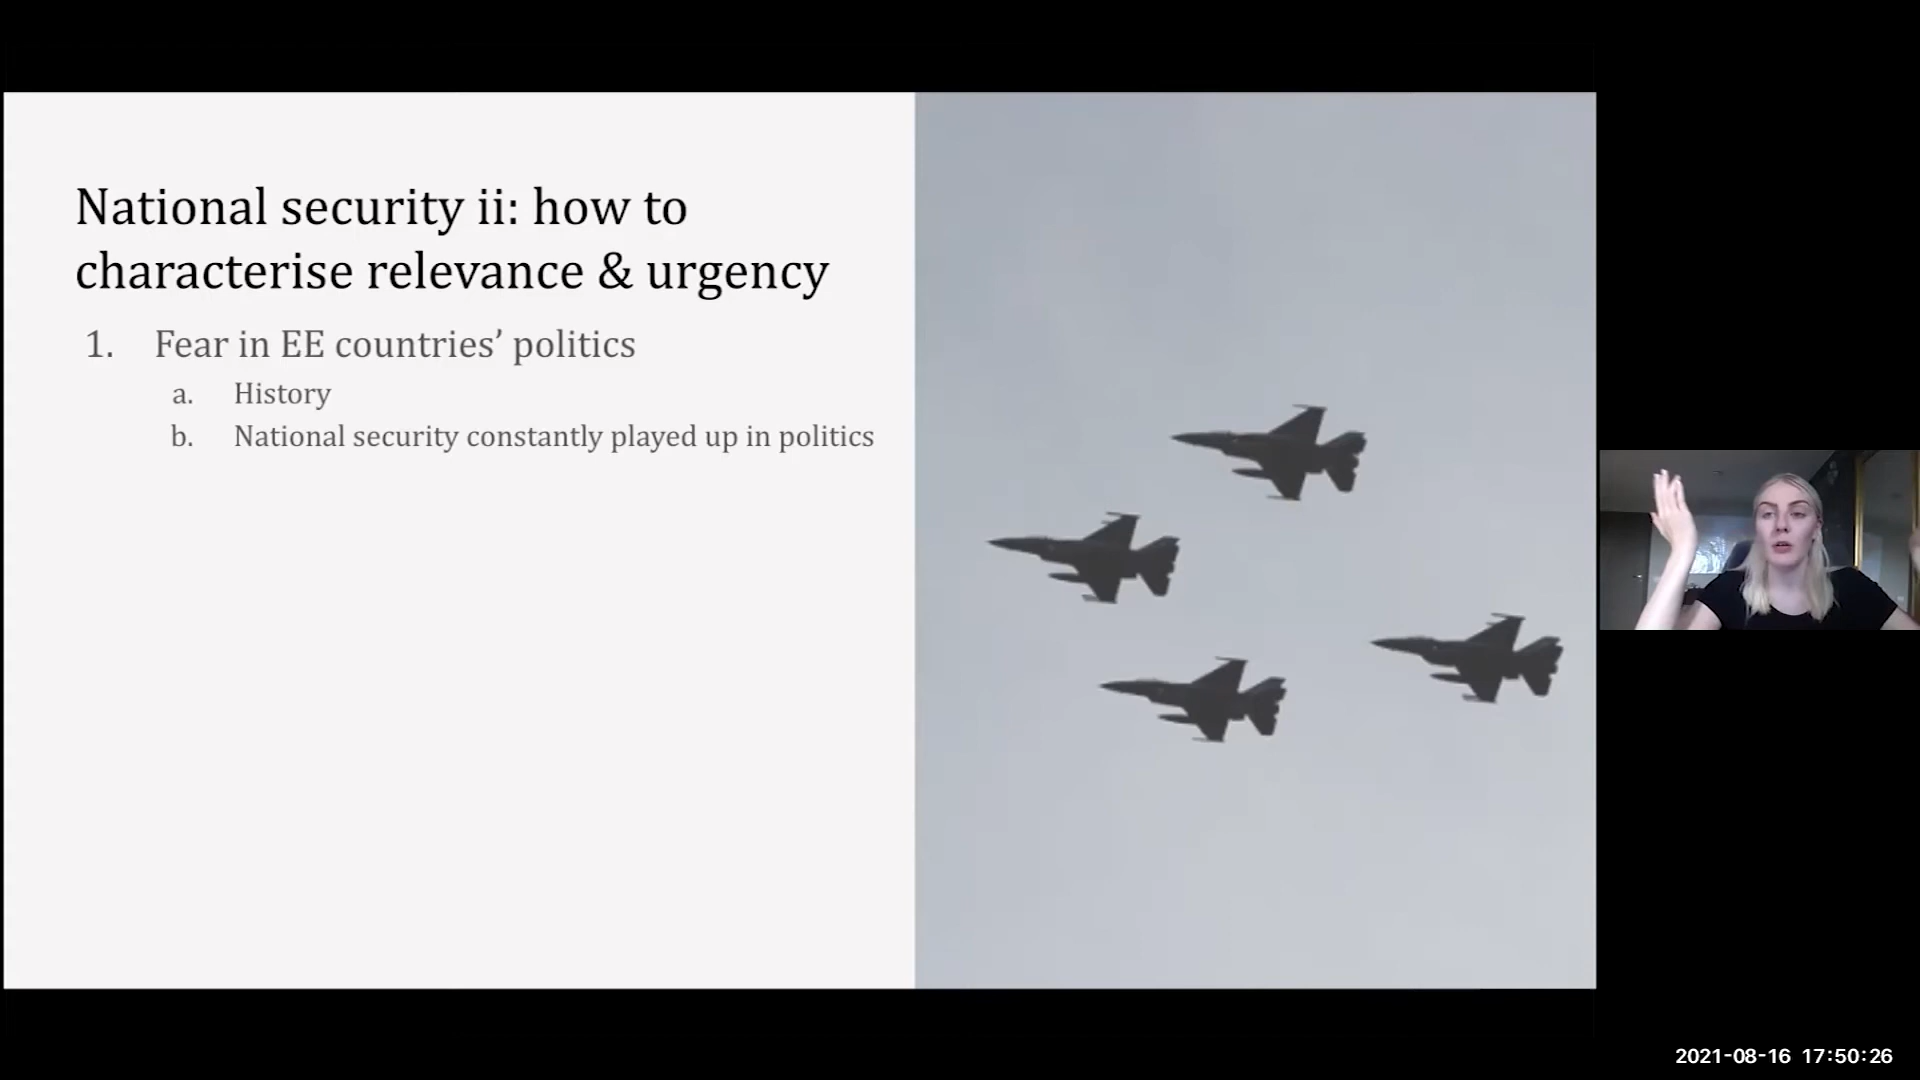 National security ii: how to
characterise relevance & urgency
1. Fear in EE countries’ politics
a. History
b. National security constantly played up in politics
2021-08-16 17:50:26